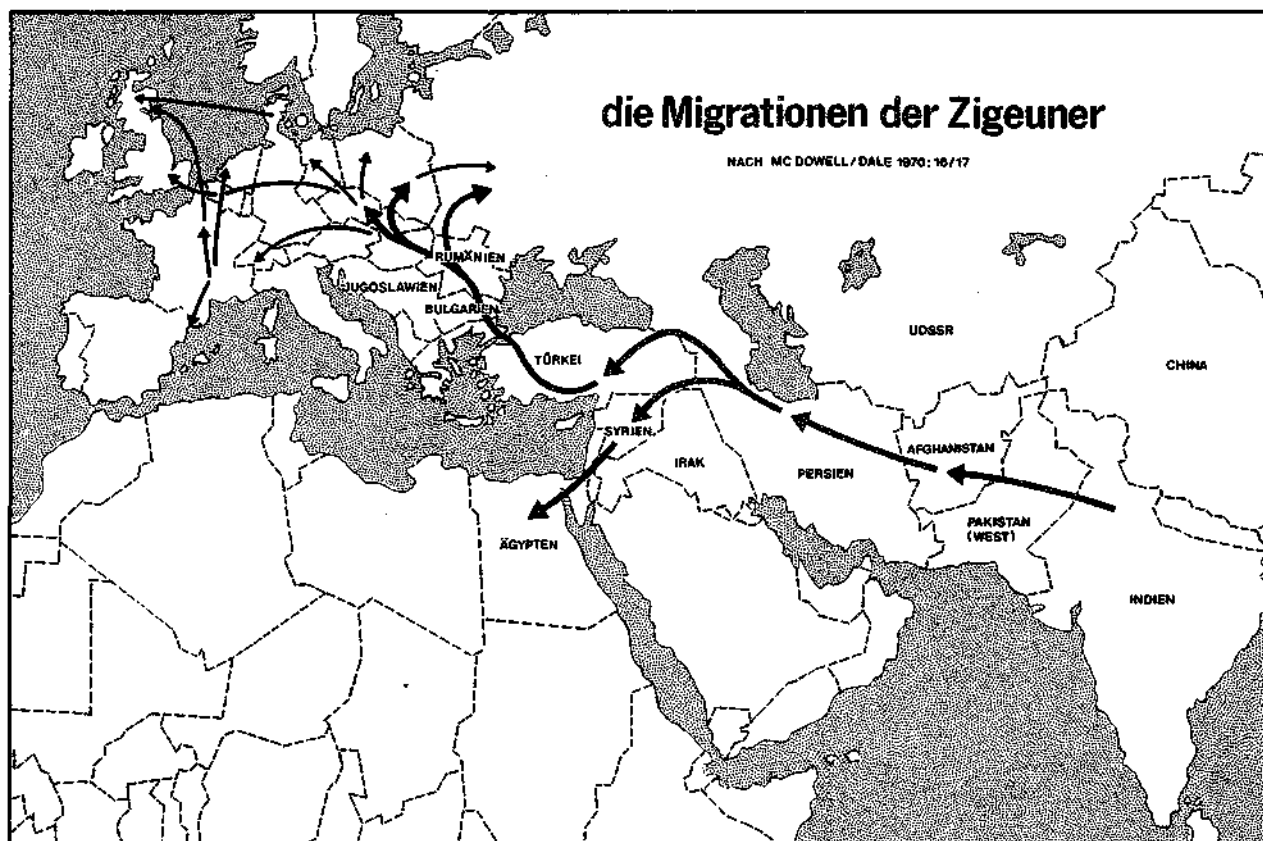 die Migrationen der Zigeuner
NACH MC DOWELL/DALE 1970:16/17
RUMÄNIEN
JUGOSLAWIEN
BULGARIEN
TÜRKEI
UDSSR
CHINA
SYRIEN
IRAK
PERSIEN
AFGHANISTAN
PAKISTAN
(WEST)
ÄGYPTEN
INDIEN